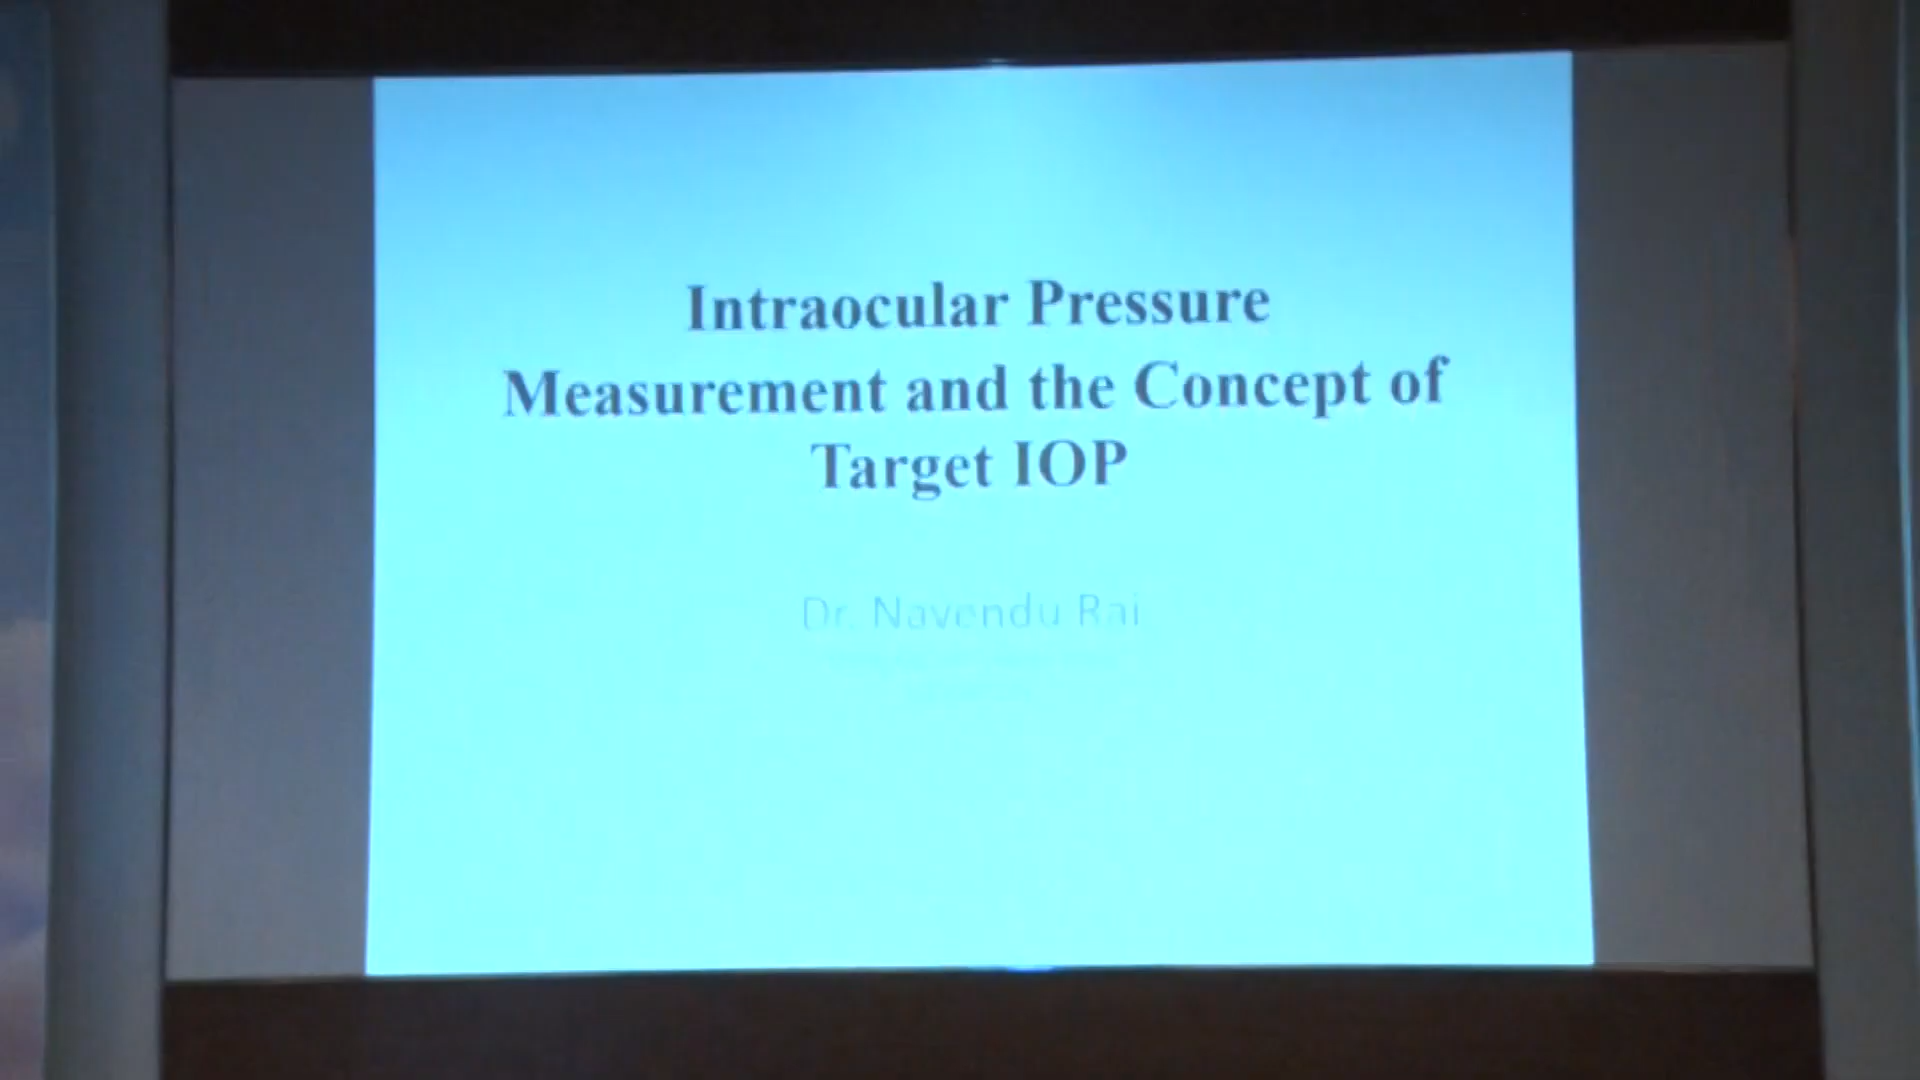 Intraocular Pressure
Measurement and the Concept of
Target IOP
Dr. Navendu Rai